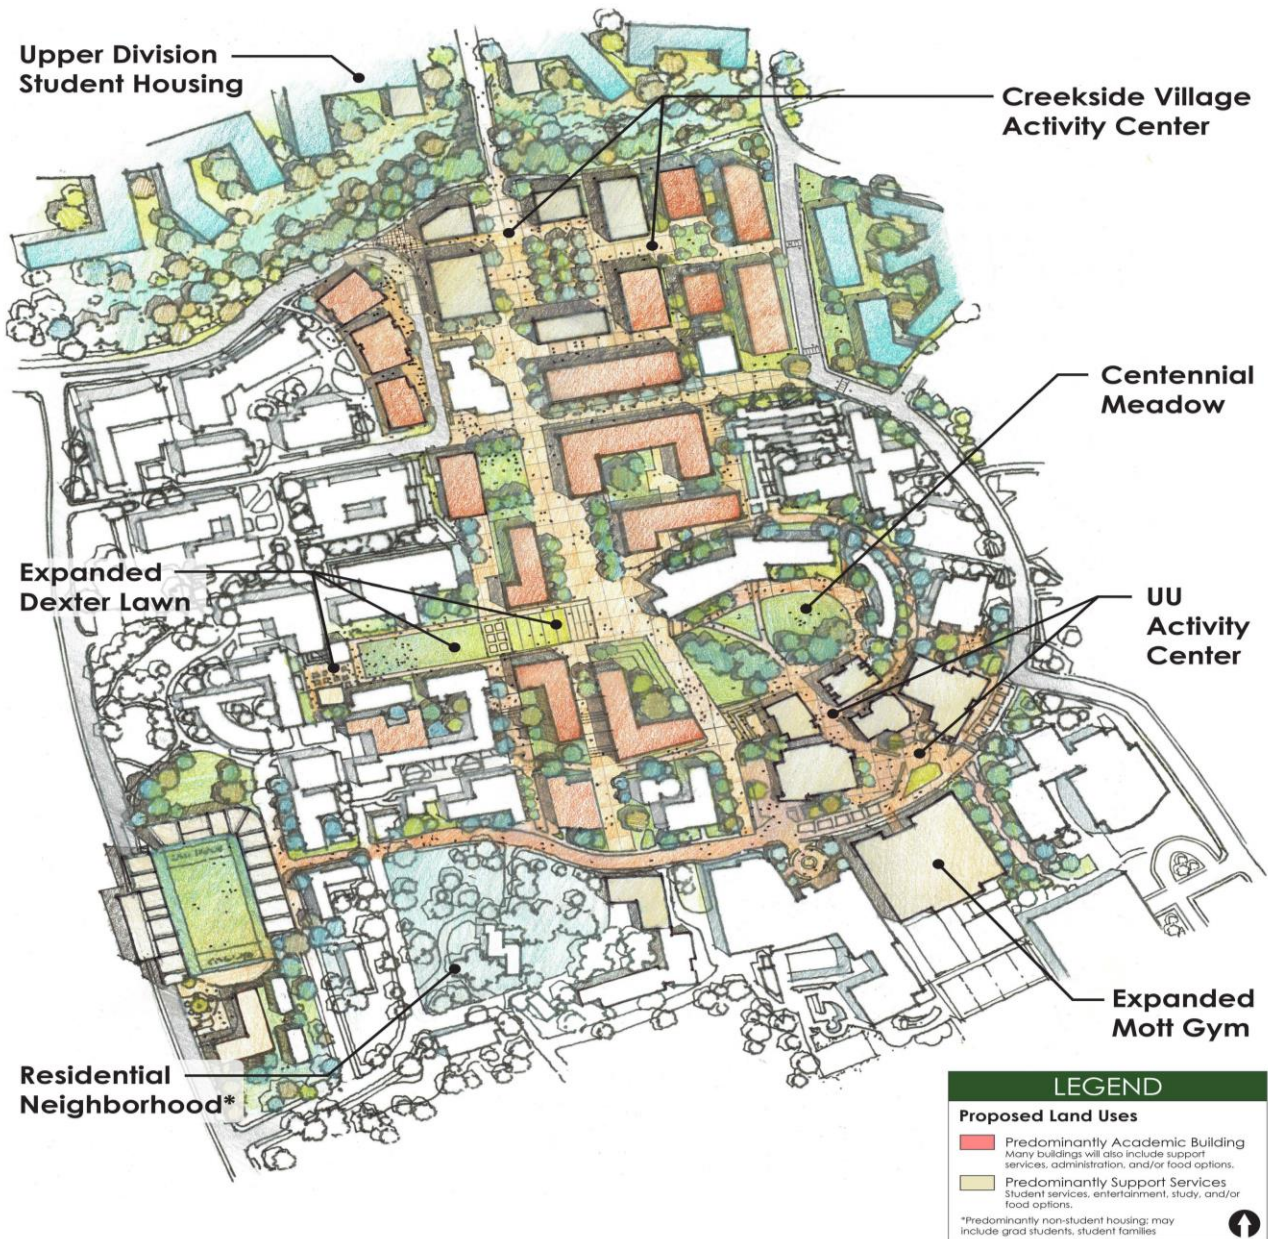 Upper Division
Student Housing
Creekside Village
Activity Center
Centennial
Meadow
Expanded
Dexter Lawn
UU
Activity
Center
Expanded
Mott Gym
Residential
Neighborhood*
LEGEND
Proposed Land Uses
Predominantly Academic Building
Many buildings will also include support
services, administration, and/or food options.
Predominantly Support Services
Student services, entertainment, study, and/or
food options.
*Predominantly non-student housing; may
include grad students, student families